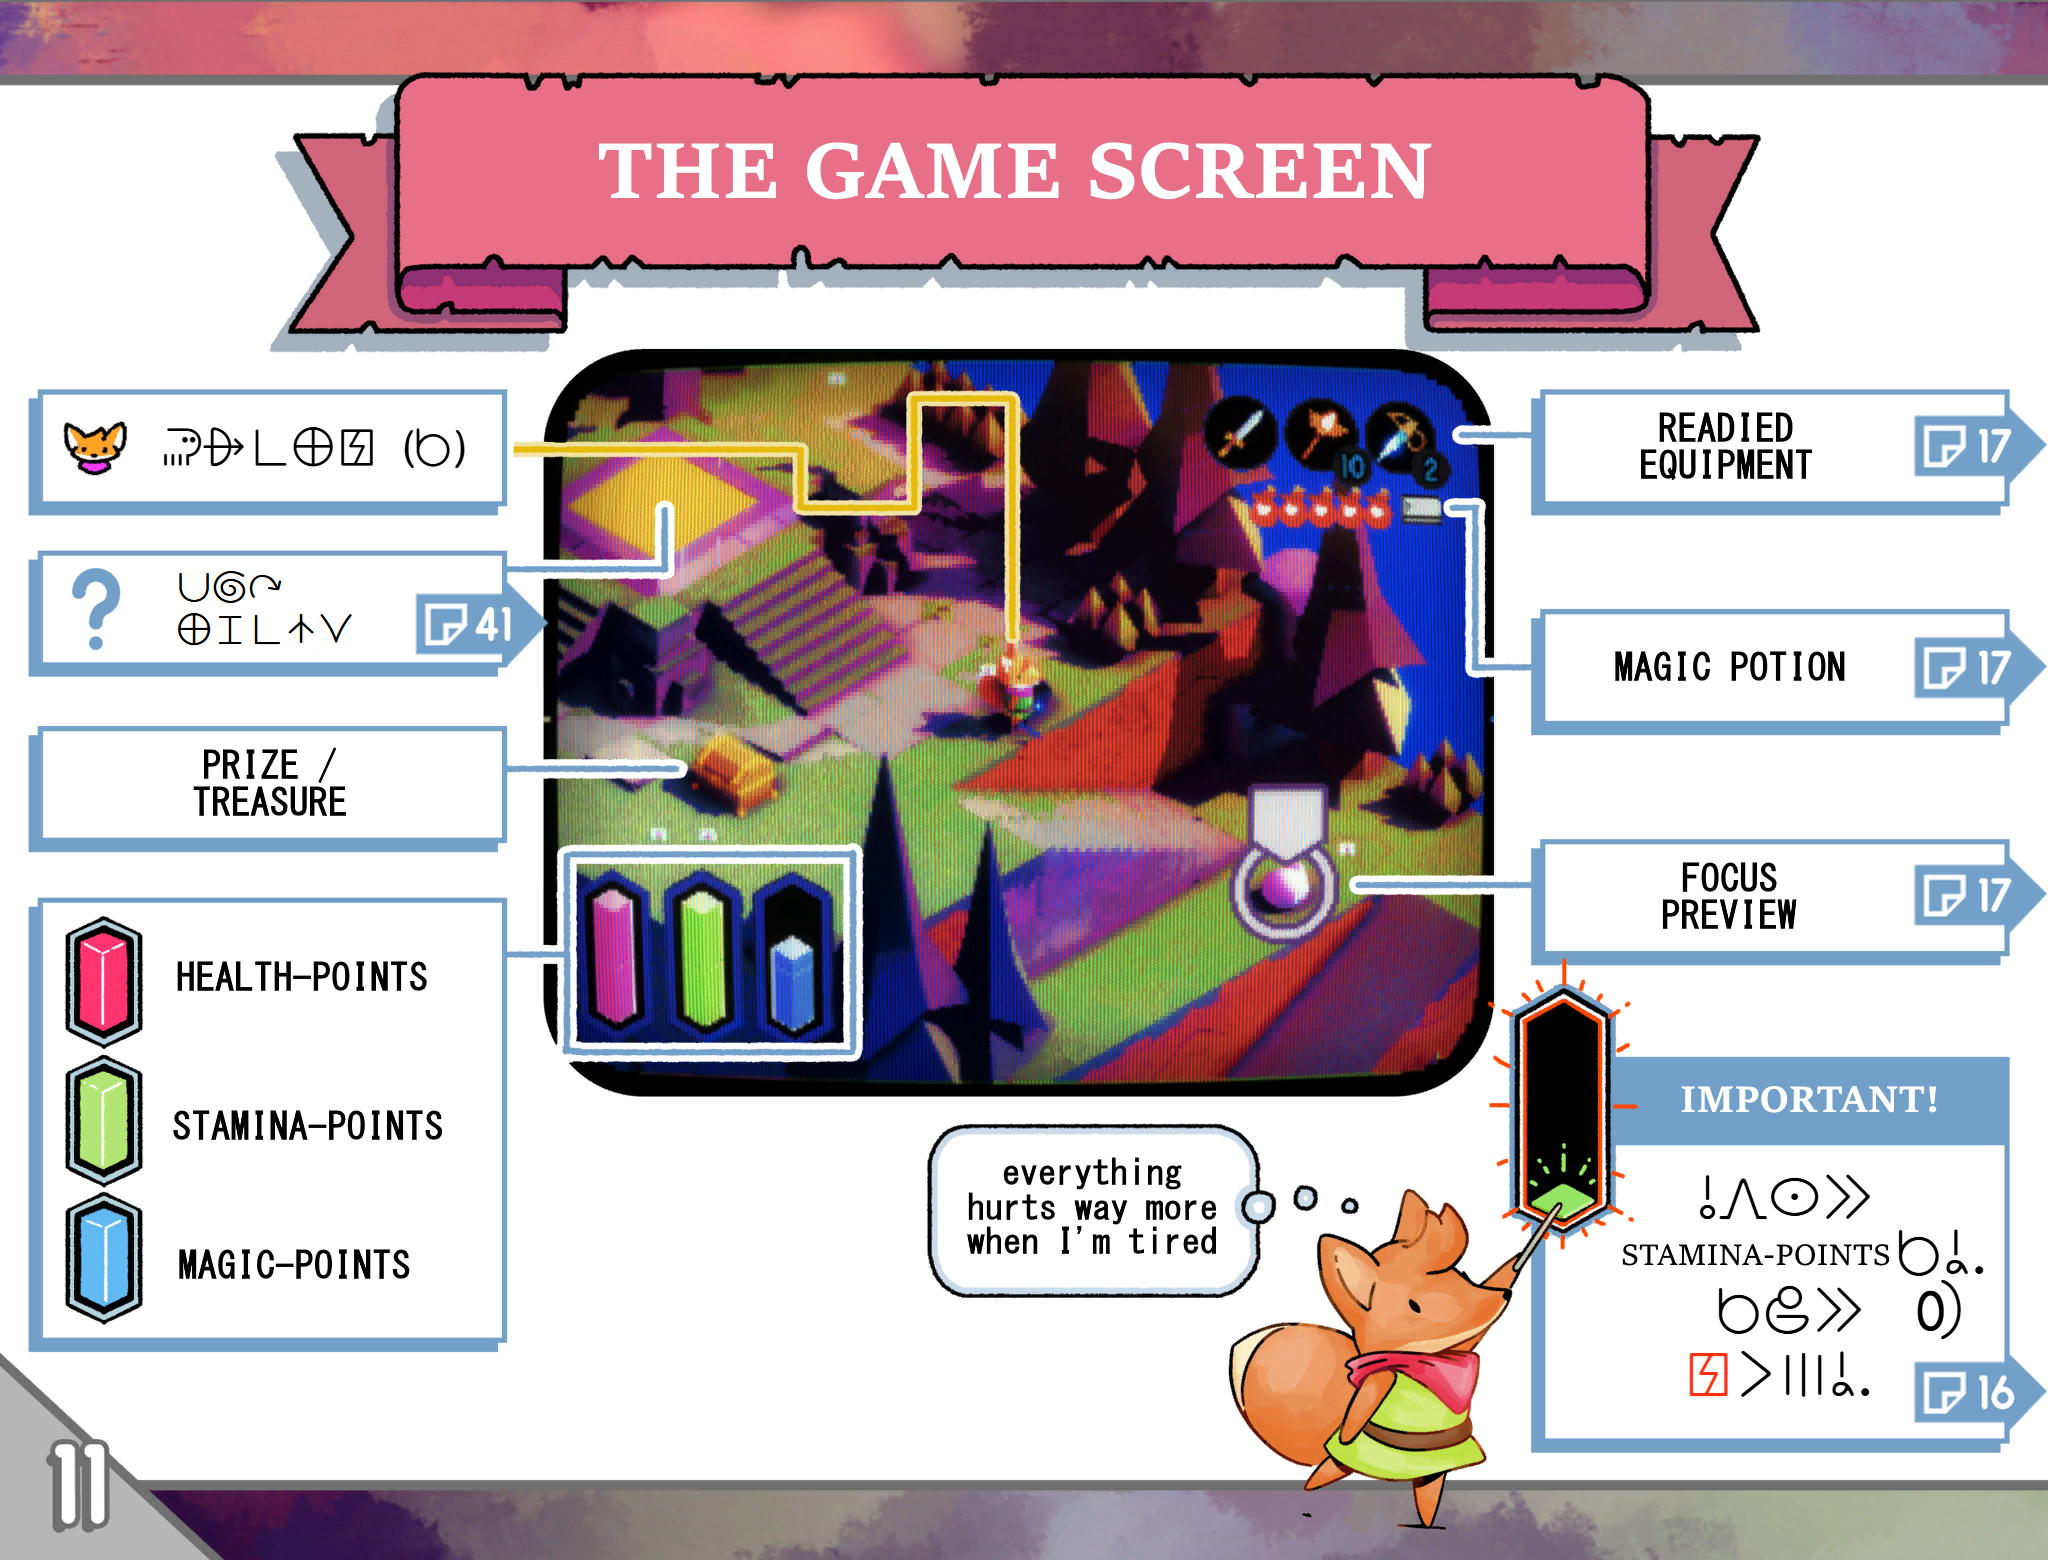 THE GAME SCREEN
READIED
EQUIPMENT
17
41
MAGIC POTION
17
PRIZE /
TREASURE
10
2
FOCUS
PREVIEW
17
HEALTH-POINTS
STAMINA-POINTS
MAGIC-POINTS
everything
hurts way more
when I'm tired
IMPORTANT!
STAMINA-POINTS
16
11